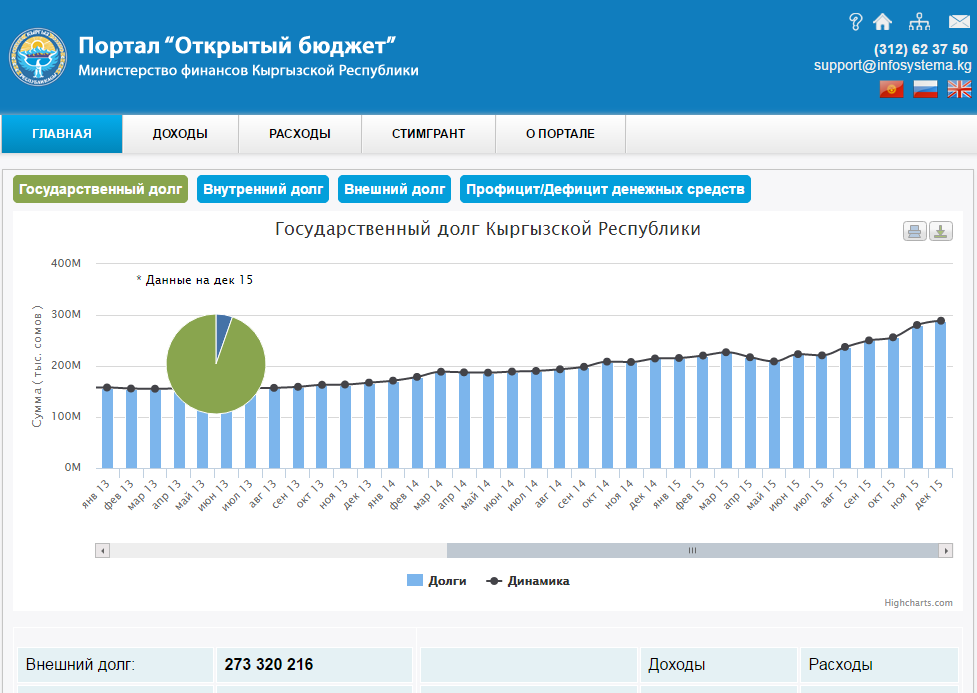 Портал “Открытый бюджет”
Министерство финансов Кыргызской Республики
(312) 62 37 50
support@infosystema.kg
ГЛАВНАЯ ДОХОДЫ РАСХОДЫ СТИМГРАНТ О ПОРТАЛЕ
Государственный долг Внутренний долг Внешний долг Профицит/Дефицит денежных средств
Государственный долг Кыргызской Республики
* Данные на дек 15
Сумма ( тыс. сомов )
400M
300M
200M
100M
0M
янв 13 фев 13 мар 13 апр 13 май 13 июн 13 июл 13 авг 13 сен 13 окт 13 ноя 13 дек 13 янв 14 фев 14 мар 14 апр 14 май 14 июн 14 июл 14 авг 14 сен 14 окт 14 ноя 14 дек 14 янв 15 фев 15 мар 15 апр 15 май 15 июн 15 июл 15 авг 15 сен 15 окт 15 ноя 15 дек 15
Долги Динамика
Highcharts.com
Внешний долг: 273 320 216 Доходы Расходы